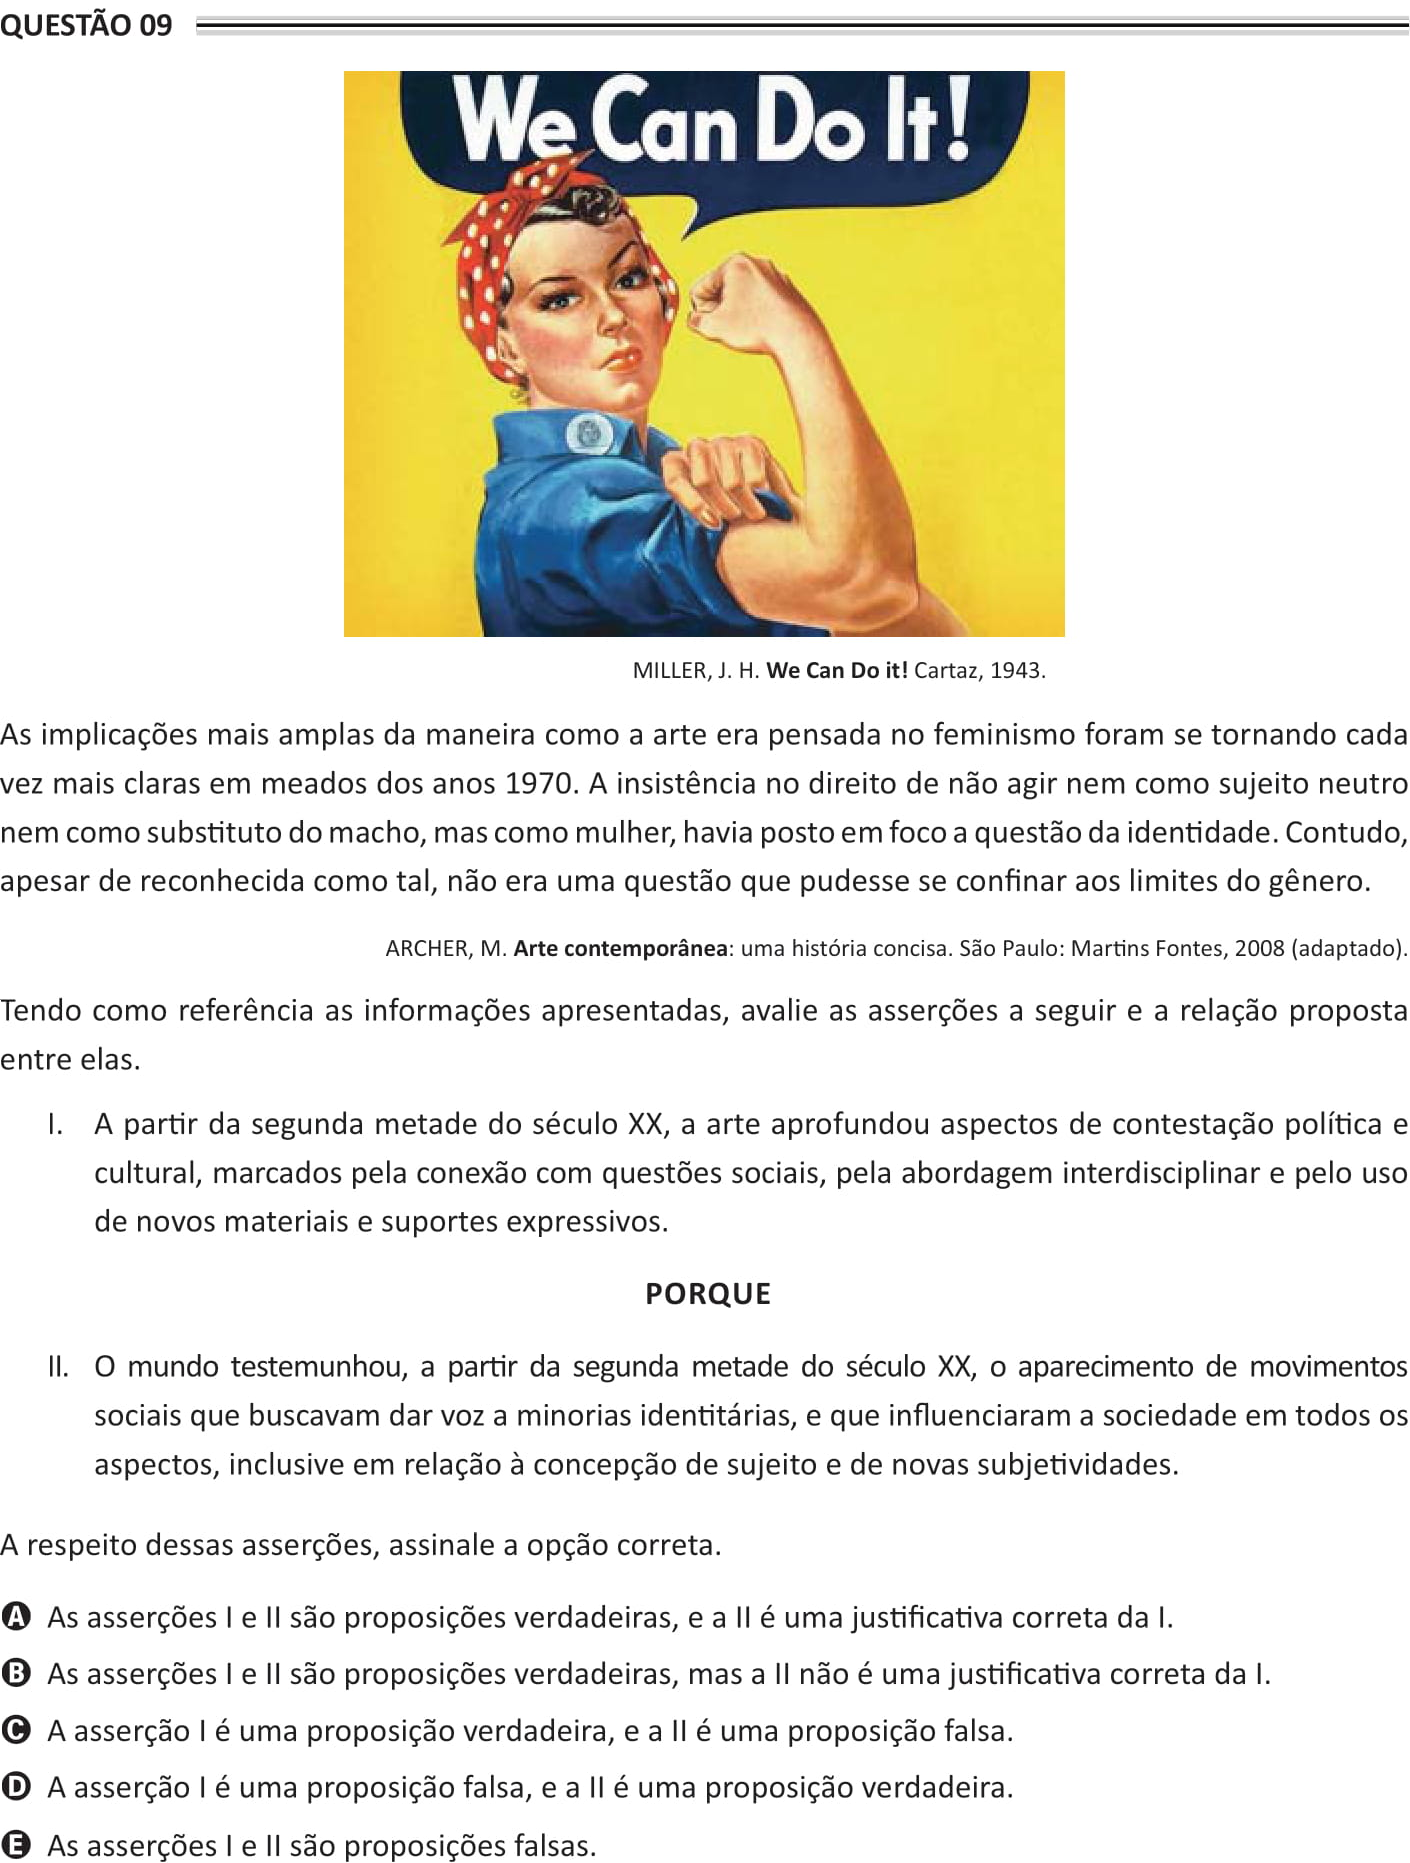 QUESTÃO 09
We Can Do It!
MILLER, J. H. We Can Do it! Cartaz, 1943.
As implicações mais amplas da maneira como a arte era pensada no feminismo foram se tornando cada
vez mais claras em meados dos anos 1970. A insistência no direito de não agir nem como sujeito neutro
nem como substituto do macho, mas como mulher, havia posto em foco a questão da identidade. Contudo,
apesar de reconhecida como tal, não era uma questão que pudesse se confinar aos limites do gênero.
ARCHER, M. Arte contemporânea: uma história concisa. São Paulo: Martins Fontes, 2008 (adaptado).
Tendo como referência as informações apresentadas, avalie as asserções a seguir e a relação proposta
entre elas.
I. A partir da segunda metade do século XX, a arte aprofundou aspectos de contestação política e
cultural, marcados pela conexão com questões sociais, pela abordagem interdisciplinar e pelo uso
de novos materiais e suportes expressivos.
PORQUE
II. O mundo testemunhou, a partir da segunda metade do século XX, o aparecimento de movimentos
sociais que buscavam dar voz a minorias identitárias, e que influenciaram a sociedade em todos os
aspectos, inclusive em relação à concepção de sujeito e de novas subjetividades.
A respeito dessas asserções, assinale a opção correta.
A As asserções I e II são proposições verdadeiras, e a II é uma justificativa correta da I.
B As asserções I e II são proposições verdadeiras, mas a II não é uma justificativa correta da I.
C A asserção I é uma proposição verdadeira, e a II é uma proposição falsa.
D A asserção I é uma proposição falsa, e a II é uma proposição verdadeira.
E As asserções I e II são proposições falsas.